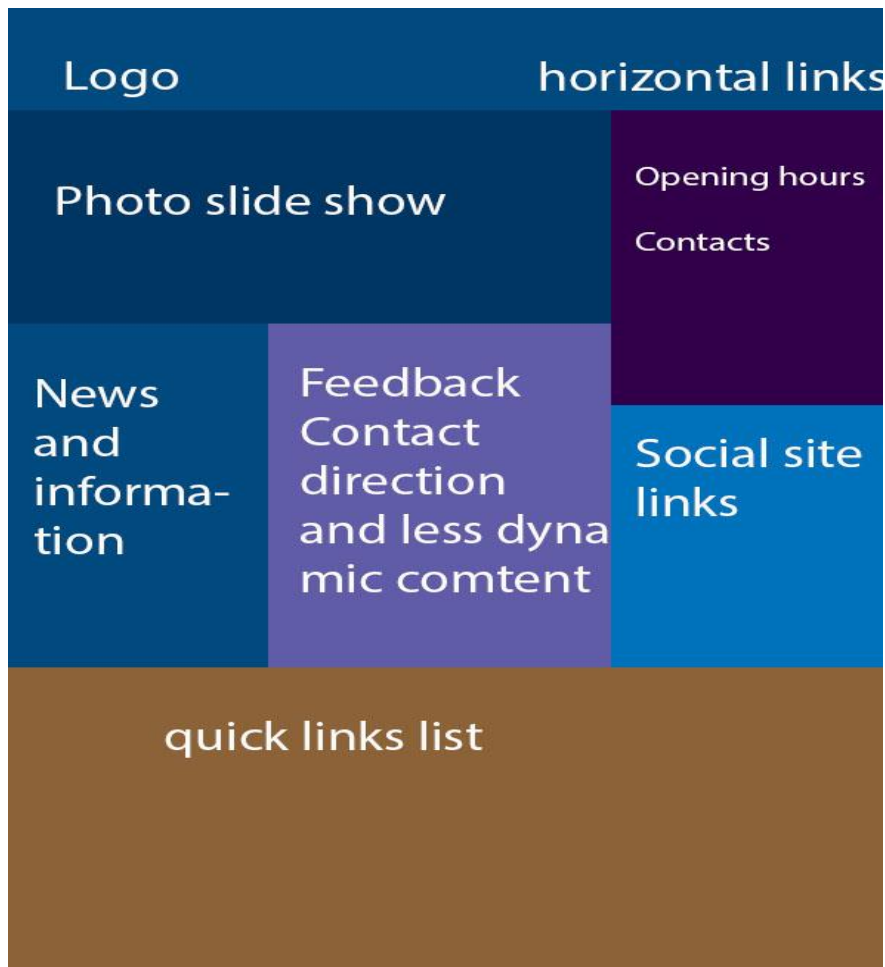 Logo
horizontal links
Photo slide show
Opening hours
Contacts
News
and
informa-
tion
Feedback
Contact
direction
and less dyna
mic comtent
Social site
links
quick links list